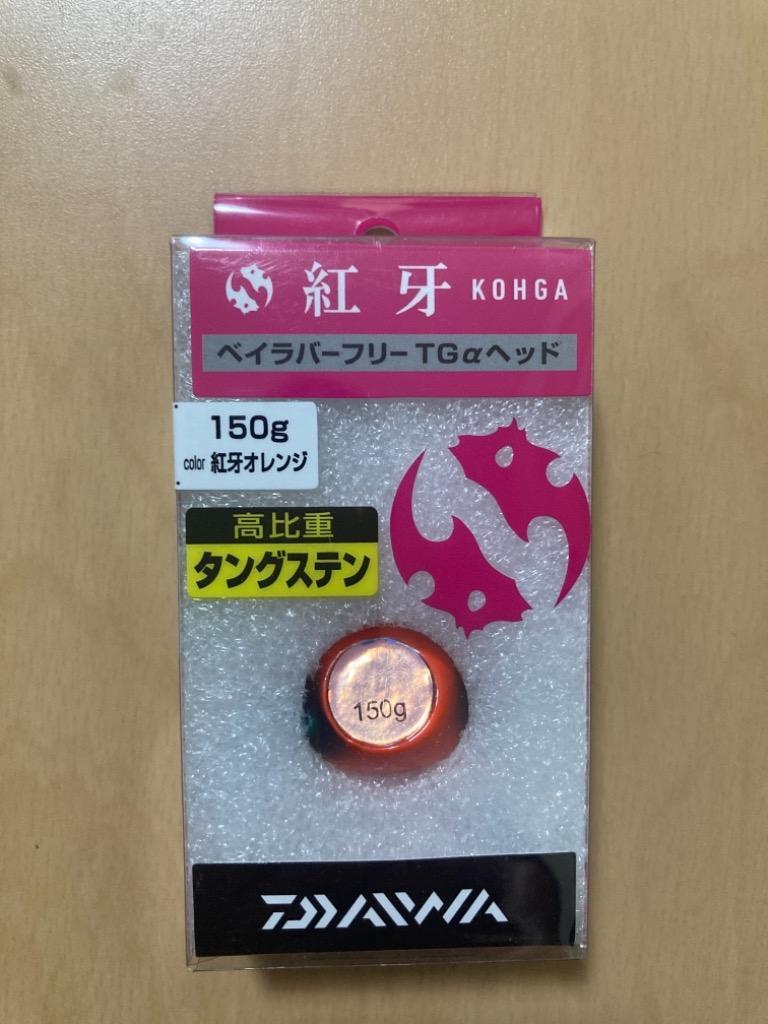 紅牙 KOHGA
ベイラバーフリーTGαヘッド
150g
color 紅牙オレンジ
高比重
タングステン
150g
DAIWA